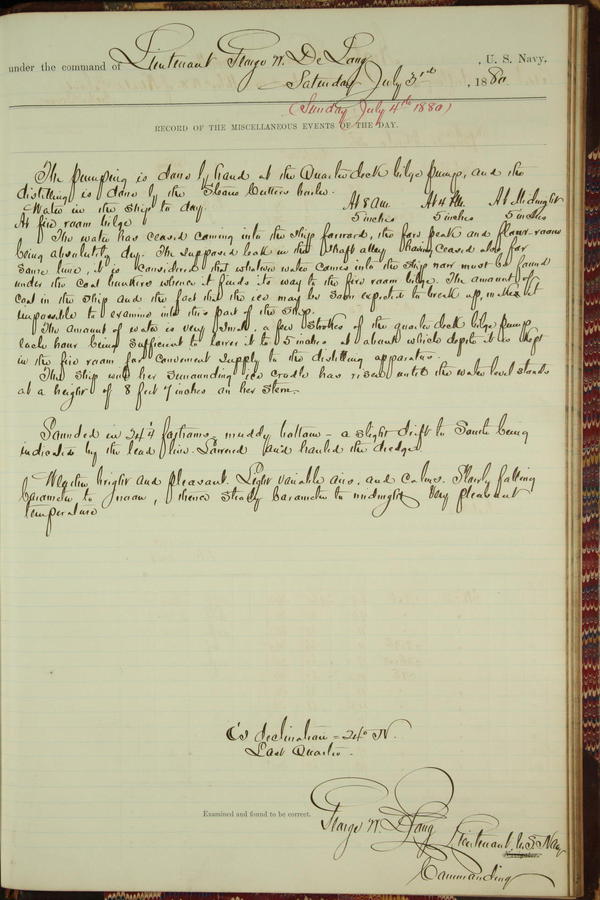 under the command of Lieutenant George W. De Long , U. S. Navy,
Saturday July 3rd , 1880
(Sunday July 4th 1880)
RECORD OF THE MISCELLANEOUS EVENTS OF THE DAY.
The pumping is done by hand at the Quarter deck bilge pump, and the
distilling is done by the Steam Cutters boiler.
Water in the ship to day. At 8 am. At 4 PM. At Midnight
At fire room bilge 5 inches 5 inches 5 inches
The water has ceased coming into the ship forward, the fore peak and floor-rooms
being absolutely dry. The supposed leak in the shaft alley having ceased also for
some time, it is considered that whatever water comes into the ship now must be found
under the coal bunkers whence it finds its way to the fire room bilge. The amount of
coal in the ship and the fact that the ice may be soon expected to break up, makes it
impossible to examine into this part of the ship.
The amount of water is very small, a few strokes of the quarter deck bilge pump
each hour being sufficient to lower it to 5 inches at abouts which depth it is kept
in the fire room for convenient supply to the distilling apparatus.
The ship with her surrounding ice cradle has risen until the water level stands
at a height of 8 feet 7 inches on her stern.
Sounded in 24¼ fathoms, muddy bottom - a slight drift to South being
indicated by the lead line. Lowered and hauled the dredge.
Weather bright and pleasant. Light variable airs, and calms. Slowly falling
barometer to noon, thence steady barometer to midnight. Very pleasant
temperature
☾'s declination = 24° N.
Last Quarter.
Examined and found to be correct.
George W. De Long Lieutenant, U.S. Navy
Navigator.
Commanding